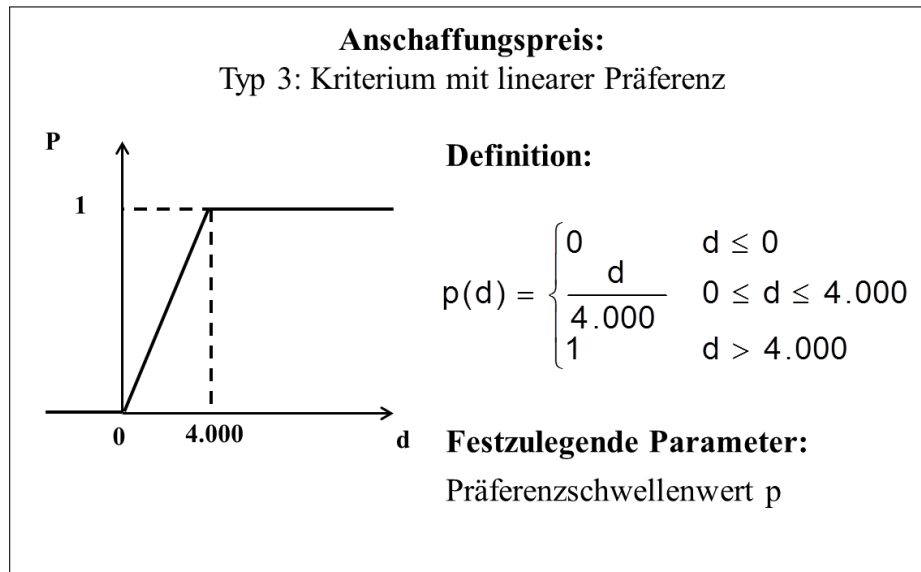 Anschaffungspreis:
Typ 3: Kriterium mit linearer Präferenz
P
1
0
4.000
d
Definition:
0 d ≤ 0
p(d) = d/4.000 0 ≤ d ≤ 4.000
1 d > 4.000
Festzulegende Parameter:
Präferenzschwellenwert p